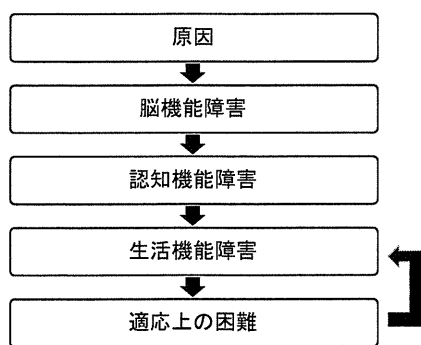 原因
脳機能障害
認知機能障害
生活機能障害
適応上の困難